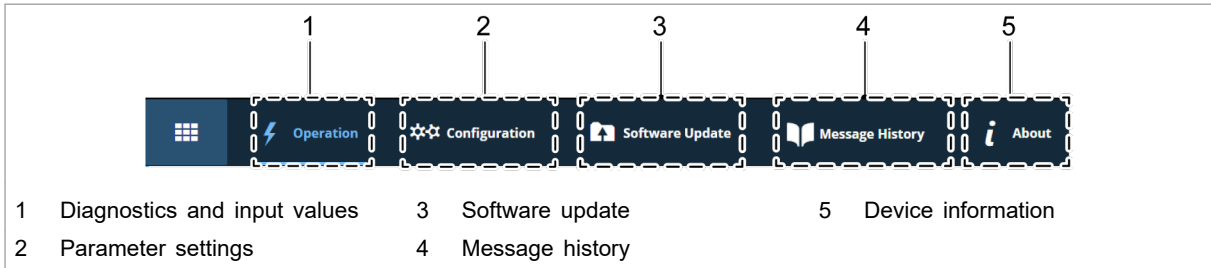 1 2 3 4 5
Operation Configuration Software Update Message History i About
1 Diagnostics and input values 3 Software update 5 Device information
2 Parameter settings 4 Message history